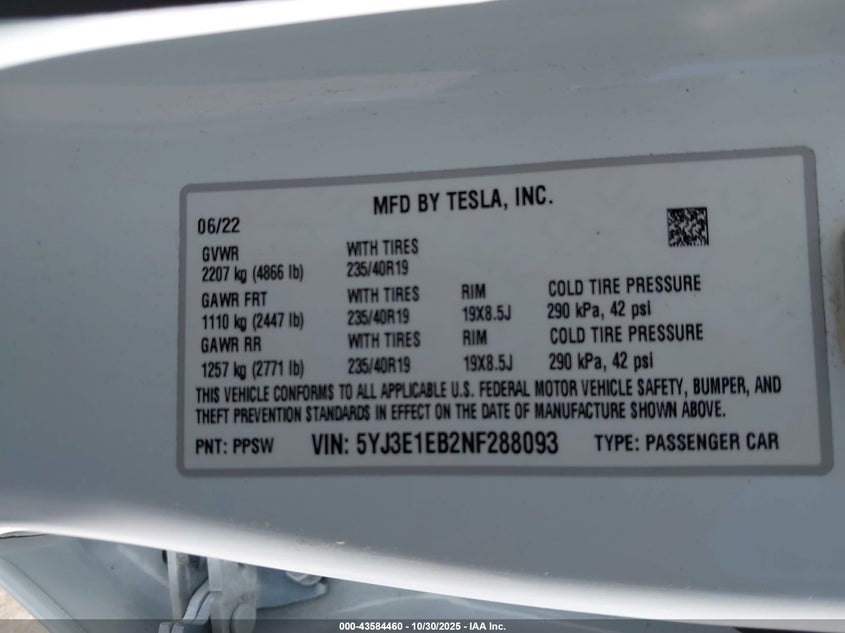 MFD BY TESLA, INC.
06/22
GVWR WITH TIRES
2207 kg (4866 lb) 235/40R19
GAWR FRT WITH TIRES RIM COLD TIRE PRESSURE
1110 kg (2447 lb) 235/40R19 19X8.5J 290 kPa, 42 psi
GAWR RR WITH TIRES RIM COLD TIRE PRESSURE
1257 kg (2771 lb) 235/40R19 19X8.5J 290 kPa, 42 psi
THIS VEHICLE CONFORMS TO ALL APPLICABLE U.S. FEDERAL MOTOR VEHICLE SAFETY, BUMPER, AND
THEFT PREVENTION STANDARDS IN EFFECT ON THE DATE OF MANUFACTURE SHOWN ABOVE.
PNT: PPSW VIN: 5YJ3E1EB2NF288093 TYPE: PASSENGER CAR
000-43584460 - 10/30/2025 - IAA Inc.